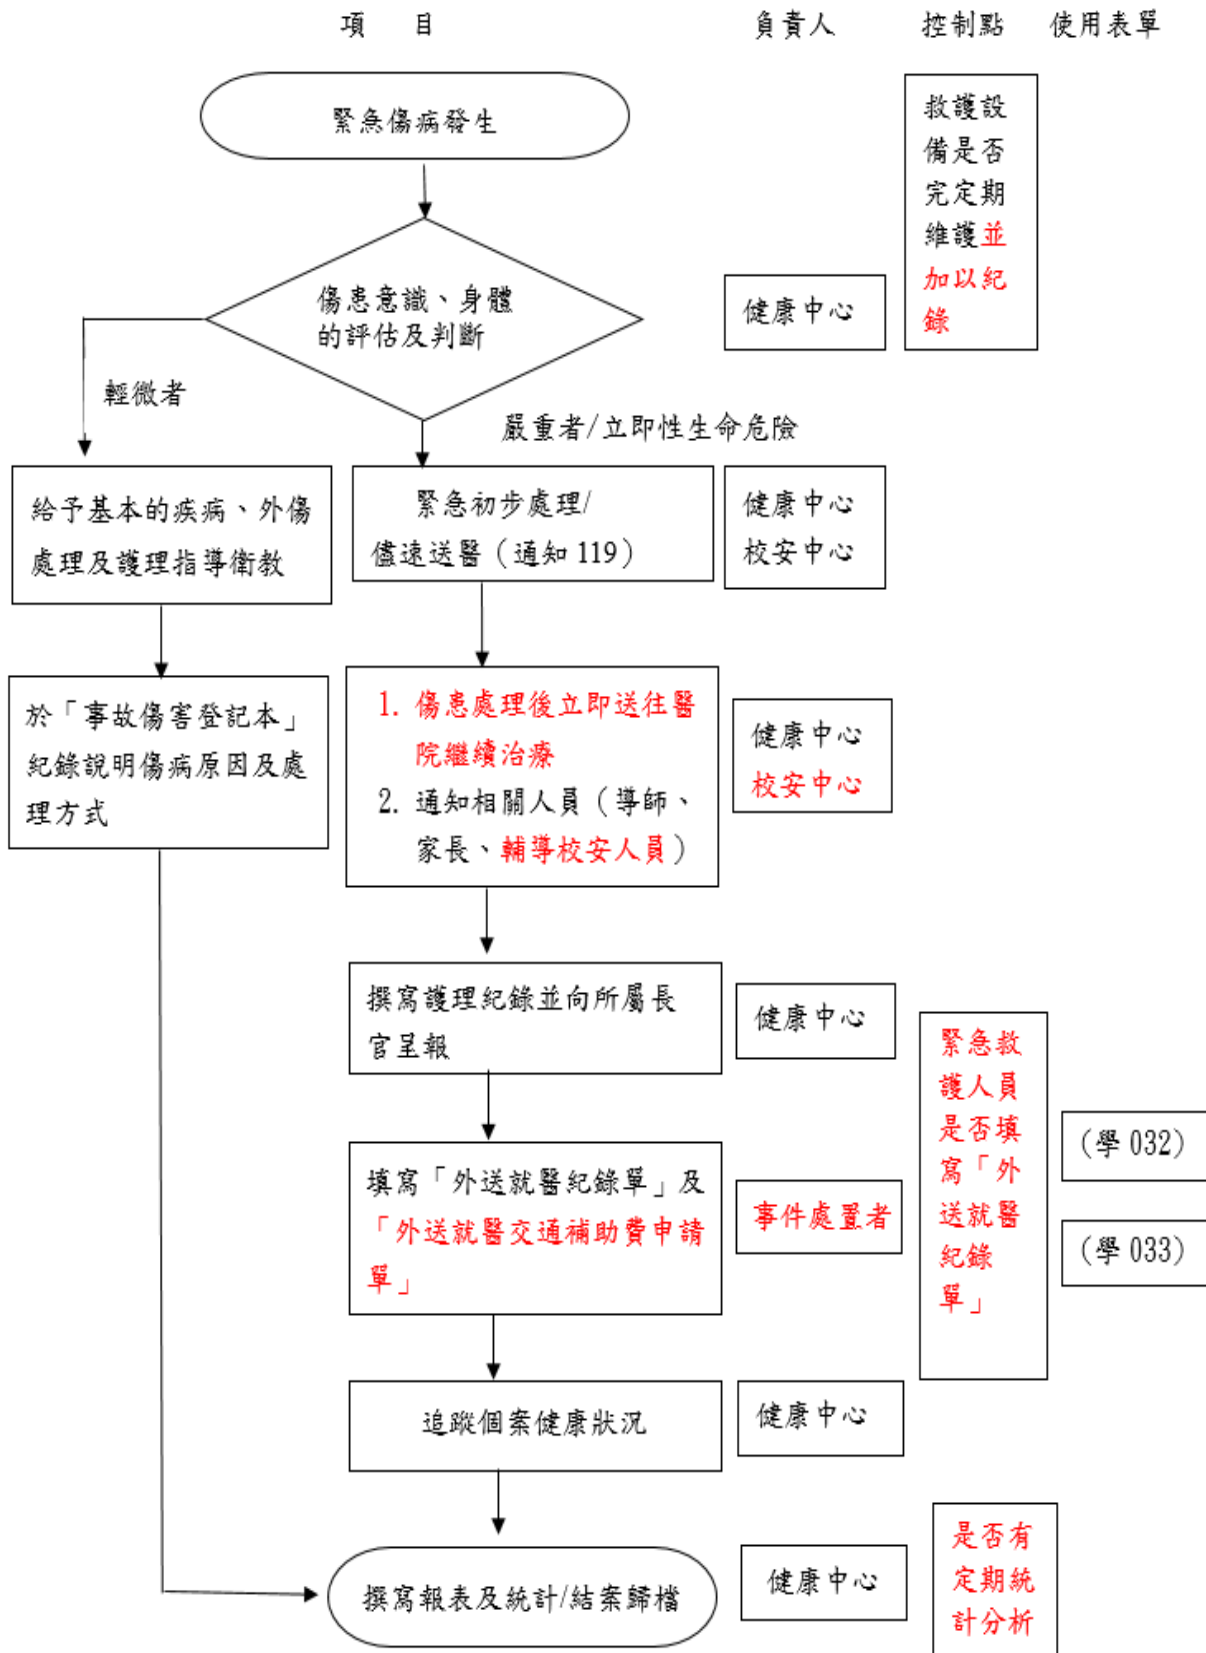 項　目　負責人　控制點　使用表單
緊急傷病發生
救護設
備是否
完定期
維護並
加以紀
錄
傷患意識、身體
的評估及判斷
健康中心
輕微者
嚴重者/立即性生命危險
給予基本的疾病、外傷
處理及護理指導衛教
緊急初步處理/
儘速送醫（通知 119）
健康中心
校安中心
於「事故傷害登記本」
紀錄說明傷病原因及處
理方式
1. 傷患處理後立即送往醫
院繼續治療
2. 通知相關人員（導師、
家長、輔導校安人員）
健康中心
校安中心
撰寫護理紀錄並向所屬長
官呈報
健康中心
緊急救
護人員
是否填
寫「外
送就醫
紀錄
單」
填寫「外送就醫紀錄單」及
「外送就醫交通補助費申請
單」
事件處置者
（學 032）
（學 033）
追蹤個案健康狀況
健康中心
撰寫報表及統計/結案歸檔
健康中心
是否有
定期統
計分析